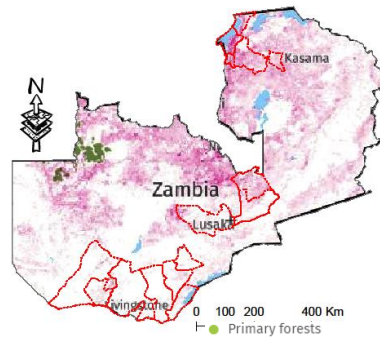 Kasama
N
Zambia
Lusaka
Livingstone
0 100 200 400 Km
Primary forests